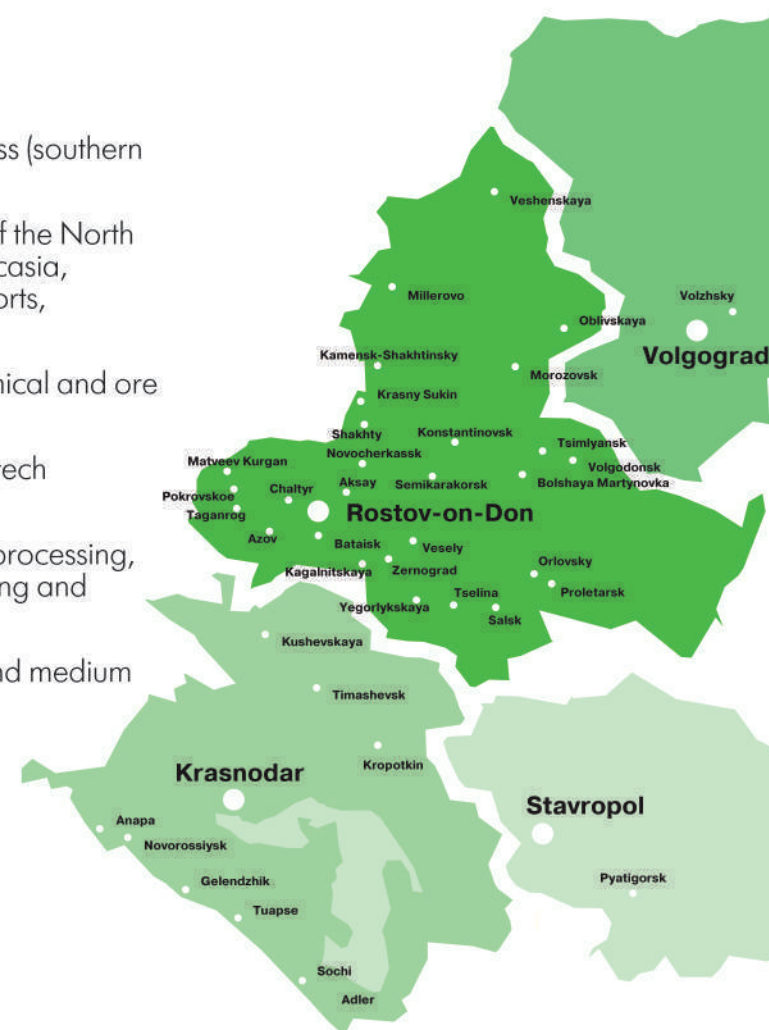 ss (southern
f the North
casia,
orts,
nical and ore
tech
processing,
ng and
nd medium
Veshenskaya
Millerovo
Volzhsky
Oblivskaya
Volgograd
Kamensk-Shakhtinsky
Morozovsk
Krasny Sukin
Shakhty
Konstantinovsk
Tsimlyansk
Novocherkassk
Matveev Kurgan
Volgodonsk
Aksay
Semikarakorsk
Bolshaya Martynovka
Chaltyr
Pokrovskoe
Taganrog
Rostov-on-Don
Azov
Bataisk
Vesely
Orlovsky
Kagalnitskaya
Zernograd
Proletarsk
Tselina
Yegorlykskaya
Salsk
Kushevskaya
Timashevsk
Kropotkin
Krasnodar
Stavropol
Anapa
Novorossiysk
Pyatigorsk
Gelendzhik
Tuapse
Sochi
Adler